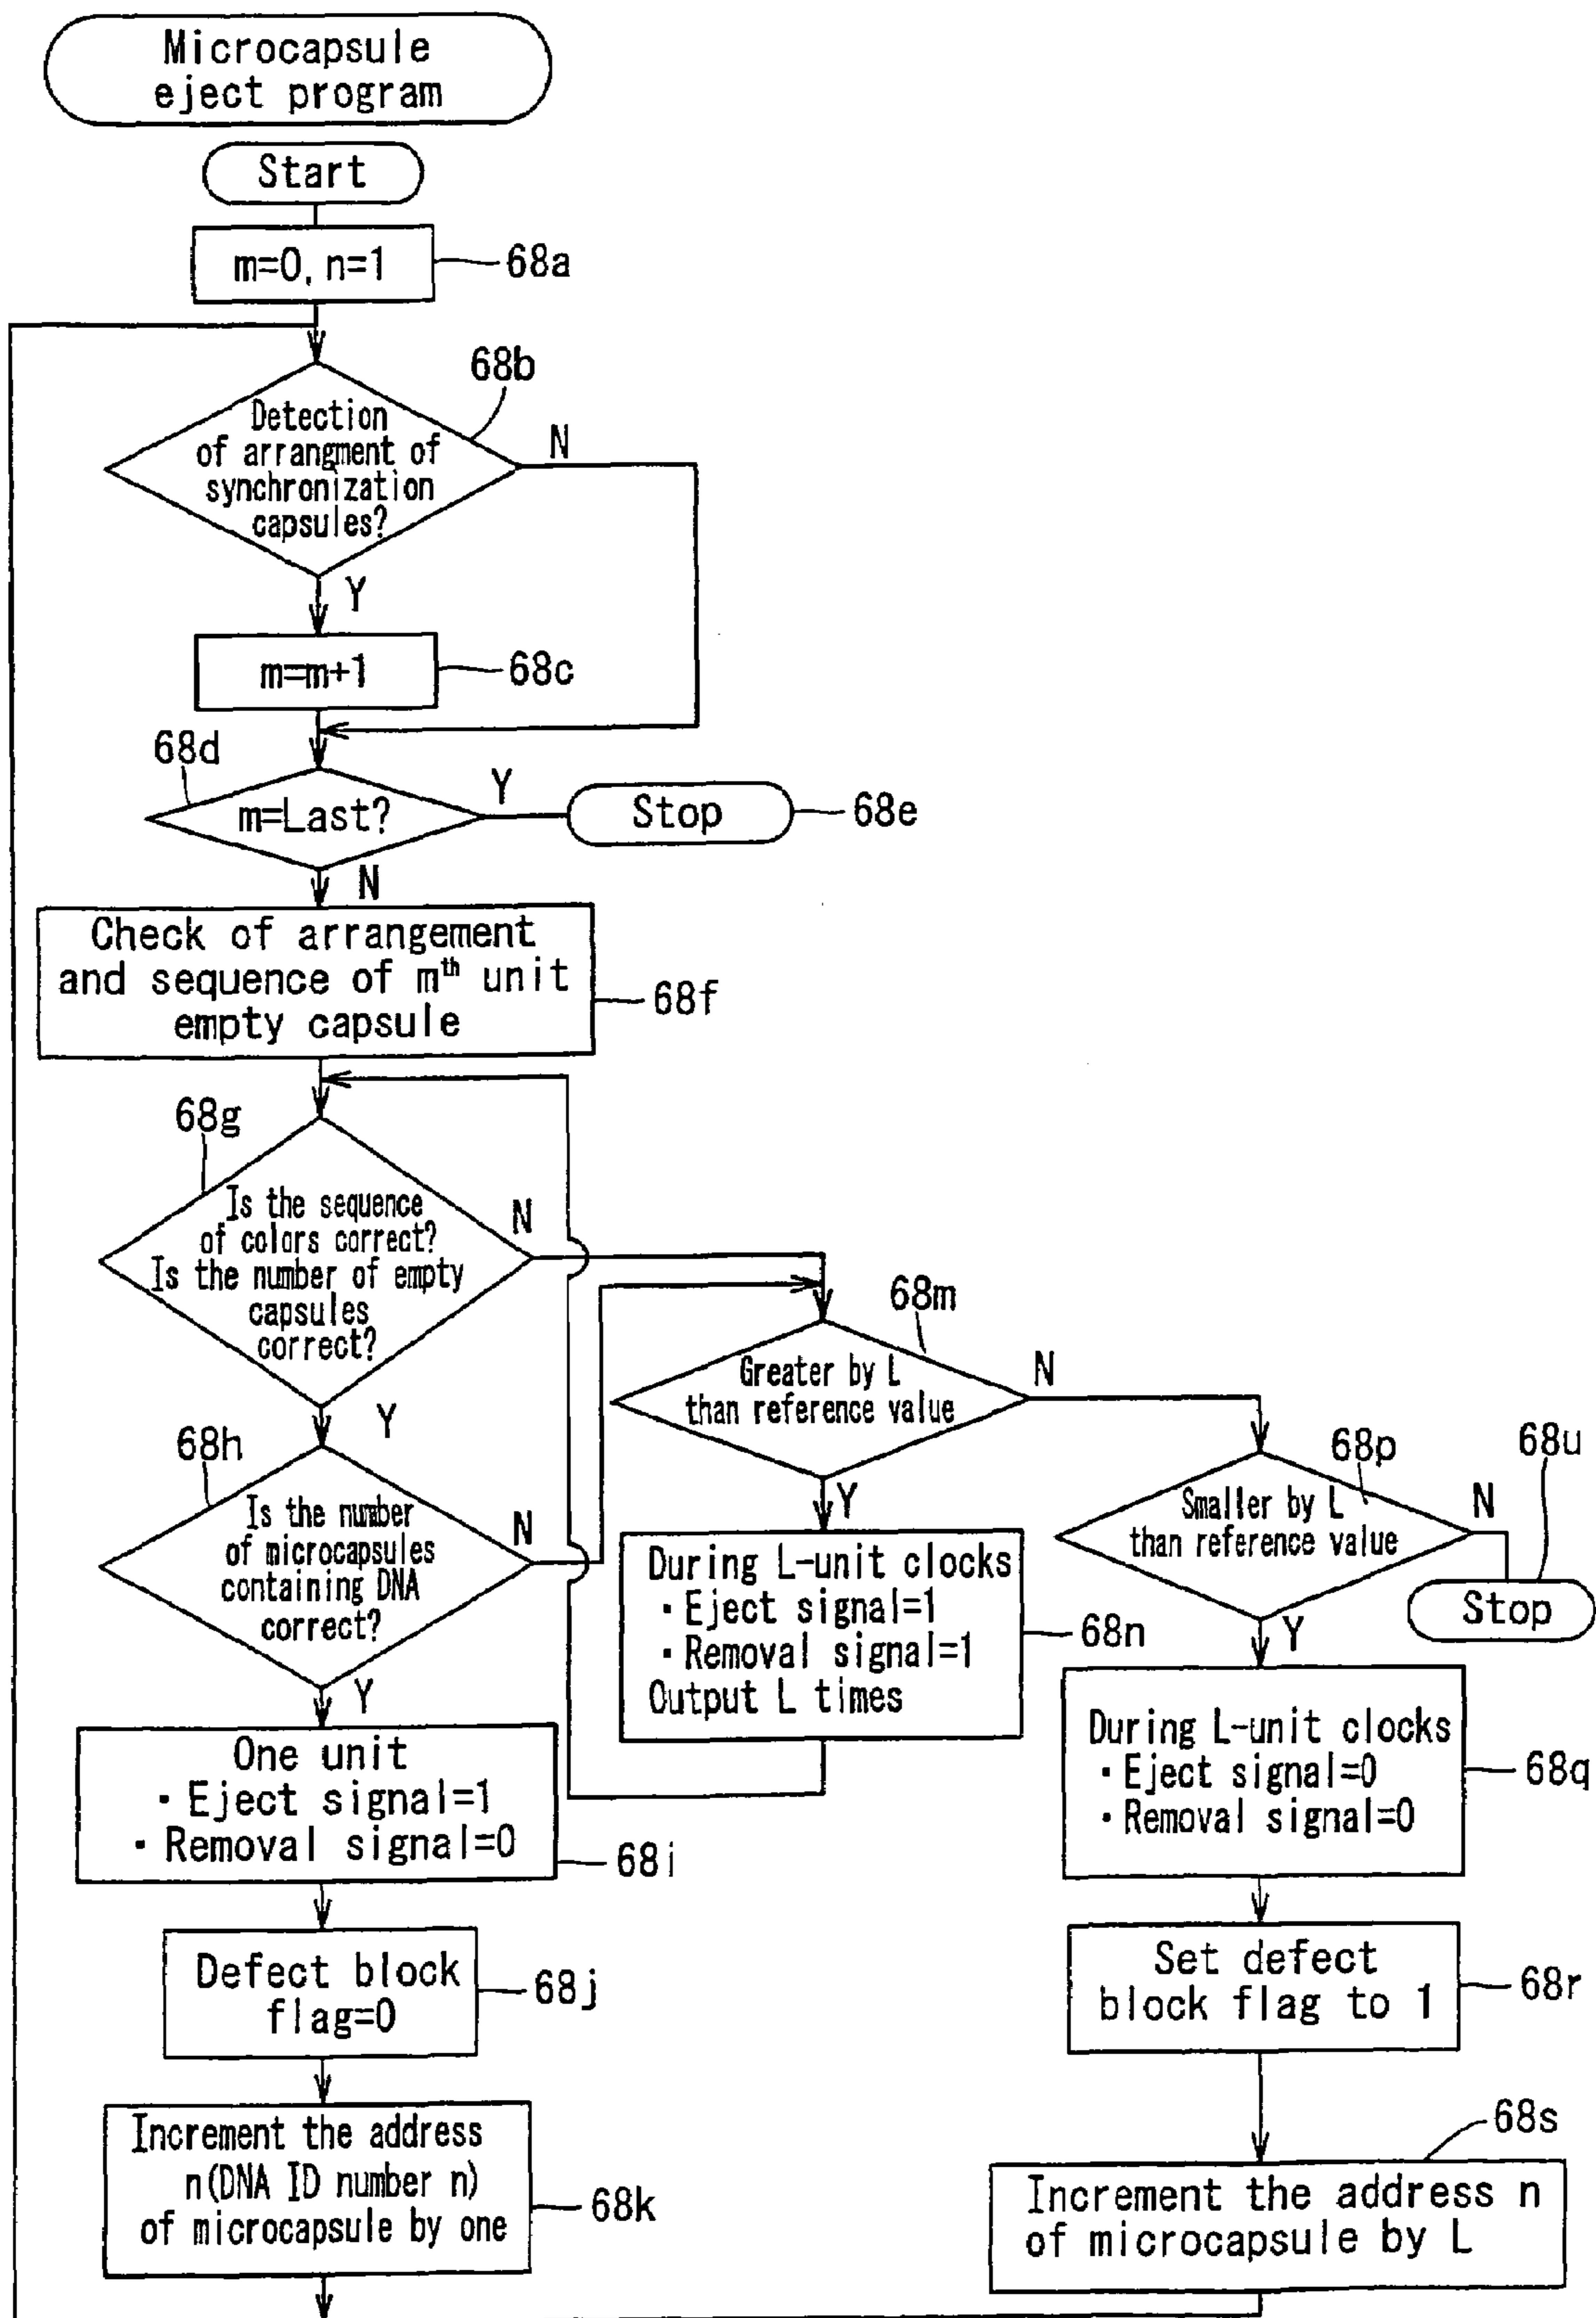 Microcapsule
eject program
Start
m=0, n=1
68a
68b
Detection
of arrangment of
synchronization
capsules?
N
Y
m=m+1
68c
68d
m=Last?
Y
Stop
68e
N
Check of arrangement
and sequence of mth unit
empty capsule
68f
68g
Is the sequence
of colors correct?
Is the number of empty
capsules
correct?
N
Y
68m
Greater by L
than reference value
N
Y
68h
Is the number
of microcapsules
containing DNA
correct?
N
Y
68p
68u
Smaller by L
than reference value
N
Stop
Y
During L-unit clocks
・Eject signal=1
・Removal signal=1
Output L times
68n
One unit
・Eject signal=1
・Removal signal=0
68i
During L-unit clocks
・Eject signal=0
・Removal signal=0
68q
Defect block
flag=0
68j
Set defect
block flag to 1
68r
Increment the address
n(DNA ID number n)
of microcapsule by one
68k
68s
Increment the address n
of microcapsule by L